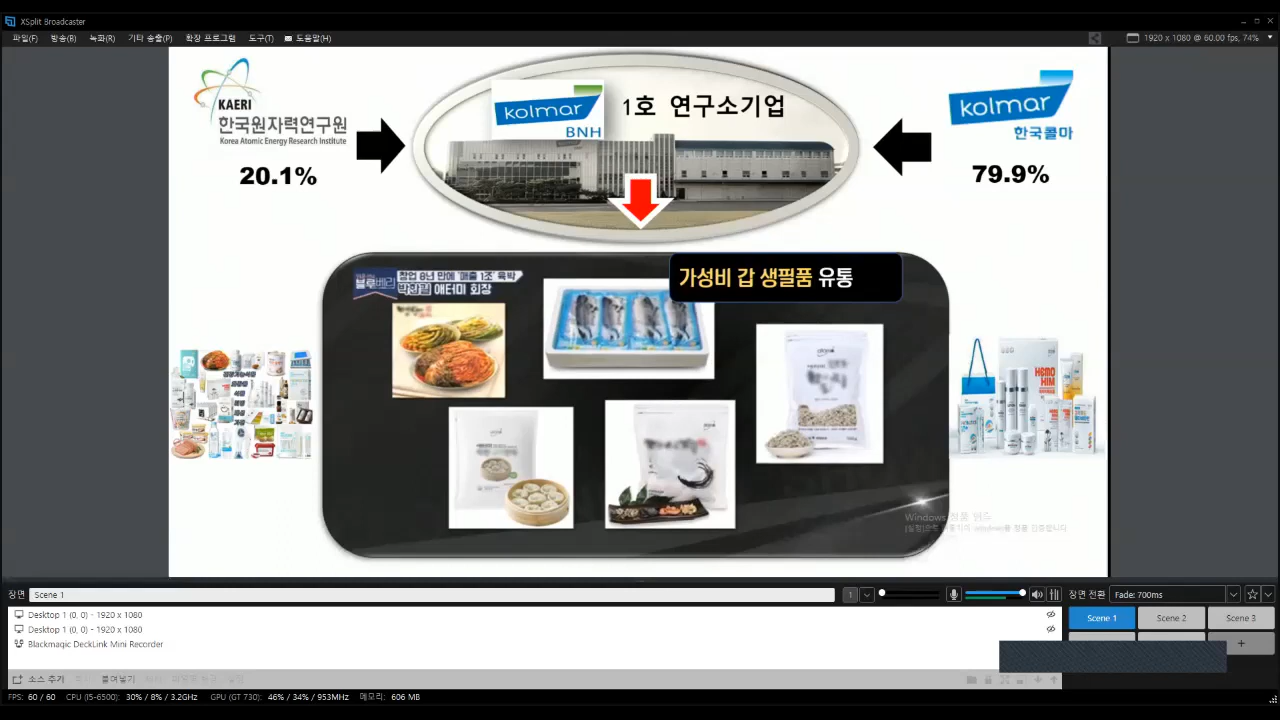 XSplit Broadcaster
파일(F) 방송(B) 녹화(R) 기타 송출(P) 확장 프로그램 도구(T) 도움말(H)
1920 x 1080 @ 60.00 fps, 74%
KAERI
한국원자력연구원
Korea Atomic Energy Research Institute
20.1%
kolmar
BNH
1호 연구소기업
kolmar
한국콜마
79.9%
블루베리
창업 8년 만에 '매출 1조' 육박
박한길 애터미 회장
가성비 갑 생필품 유통
HEMO
HIM
장면 Scene 1
1
장면 전환 Fade: 700ms
Desktop 1 (0, 0) - 1920 x 1080
Desktop 1 (0, 0) - 1920 x 1080
Blackmagic DeckLink Mini Recorder
Scene 1 Scene 2 Scene 3
소스 추가 붙여넣기
FPS: 60 / 60 CPU (I5-6500): 30% / 8% / 3.2GHz GPU (GT 730): 46% / 34% / 953MHz 메모리: 606 MB